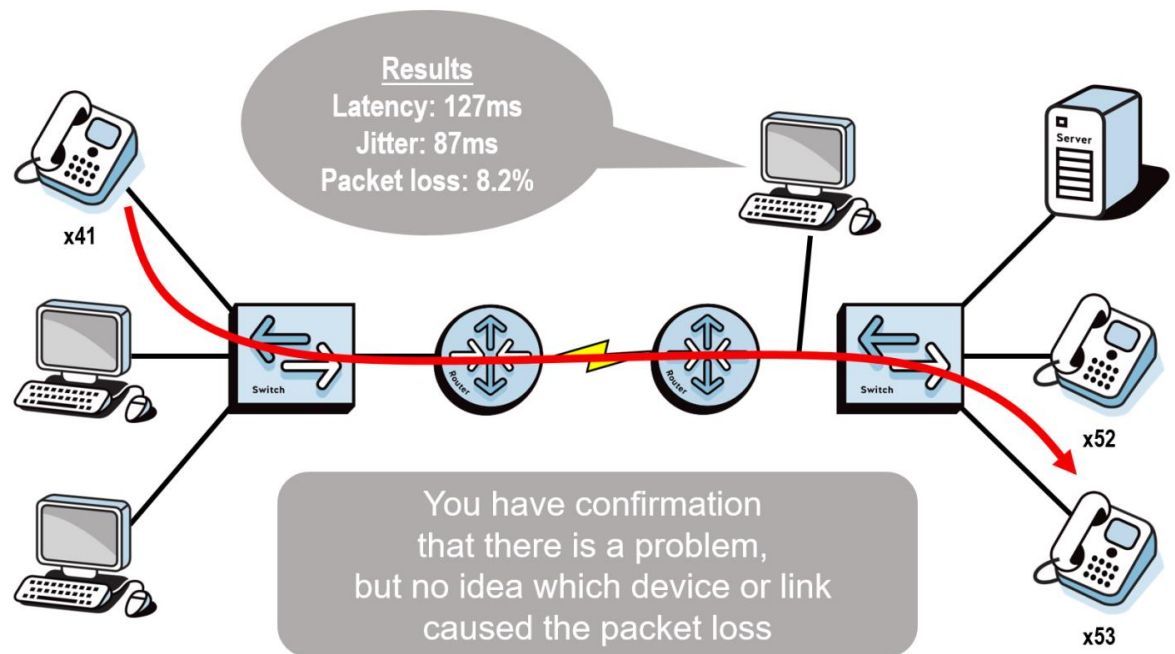 Results
Latency: 127ms
Jitter: 87ms
Packet loss: 8.2%
Server
x41
Switch
Router
Router
Switch
x52
You have confirmation
that there is a problem,
but no idea which device or link
caused the packet loss
x53